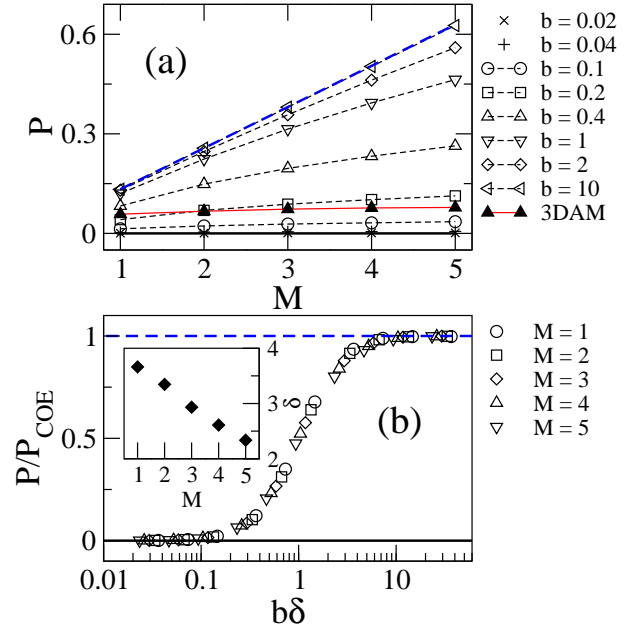 0.6
0.3
0
P
(a)
1 2 3 4 5
M
b = 0.02
b = 0.04
b = 0.1
b = 0.2
b = 0.4
b = 1
b = 2
b = 10
3DAM
1
0.5
0
P/P_COE
(b)
4
3
2
δ
1 2 3 4 5
M
0.01 0.1 1 10
bδ
M = 1
M = 2
M = 3
M = 4
M = 5